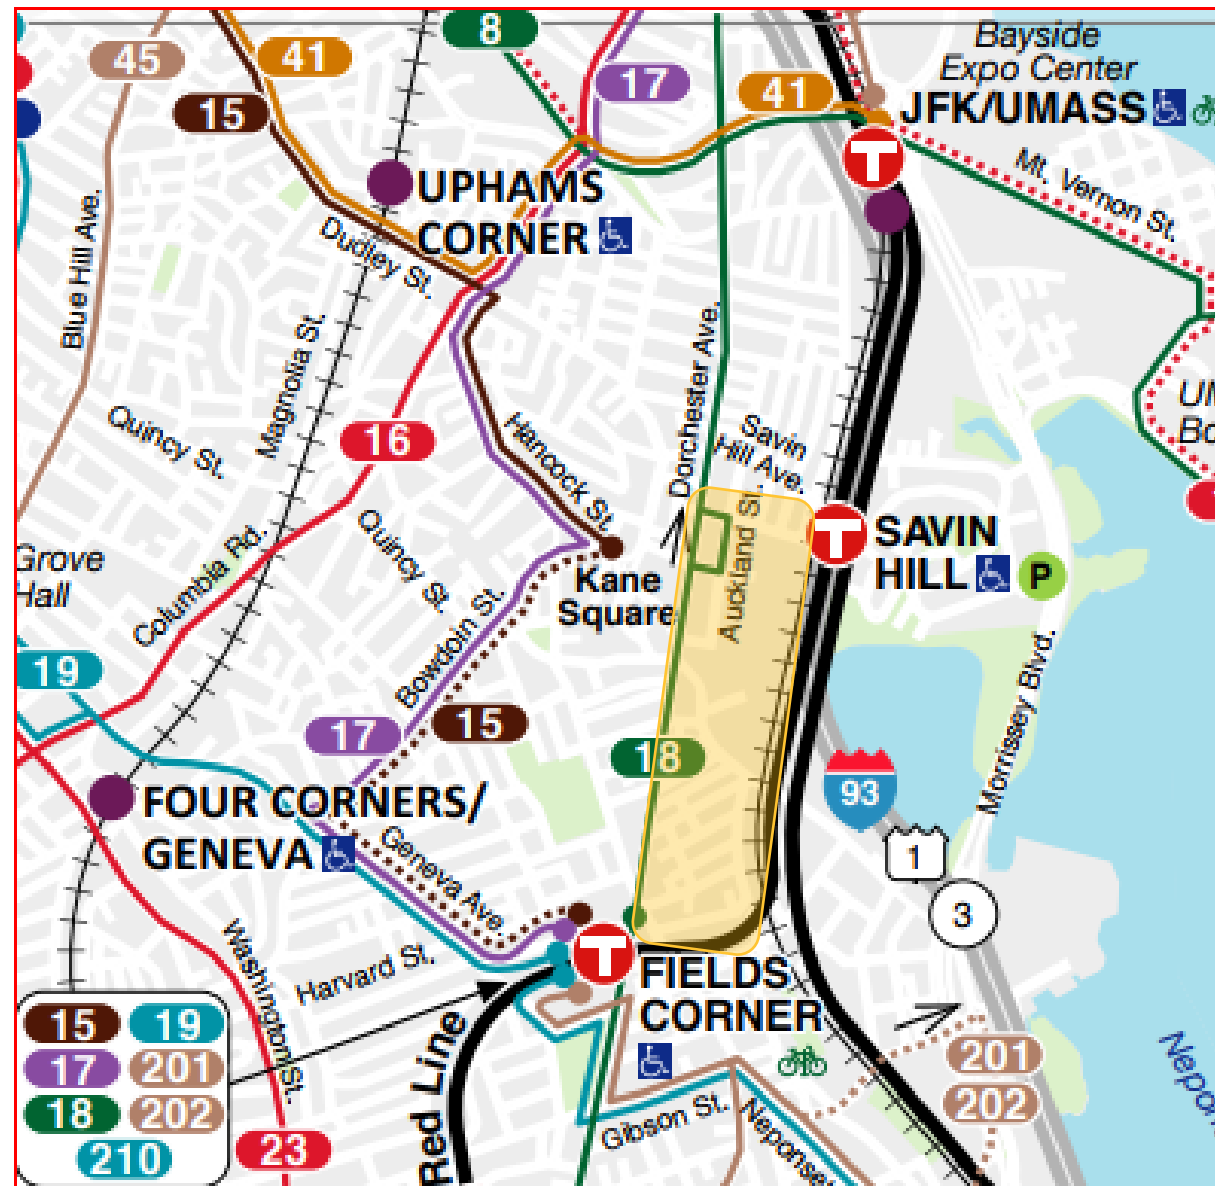 8
Bayside
Expo Center
45
41
17
41
15
JFK/UMASS
T
Mt. Vernon St.
UPHAMS
CORNER
Dudley St.
Blue Hill Ave.
Magnolia St.
Dorchester Ave.
Quincy St.
16
Savin
Hill Ave.
Hancock St.
Auckland St.
Quincy St.
T
SAVIN
HILL
P
Grove
Hall
Columbia Rd.
Kane
Square
Bowdoin St.
19
17
15
18
Morrissey Blvd.
93
FOUR CORNERS/
GENEVA
Geneva Ave.
1
3
Washington St.
Harvard St.
T
FIELDS
CORNER
15
19
17
201
18
202
210
23
Red Line
Gibson St.
201
202